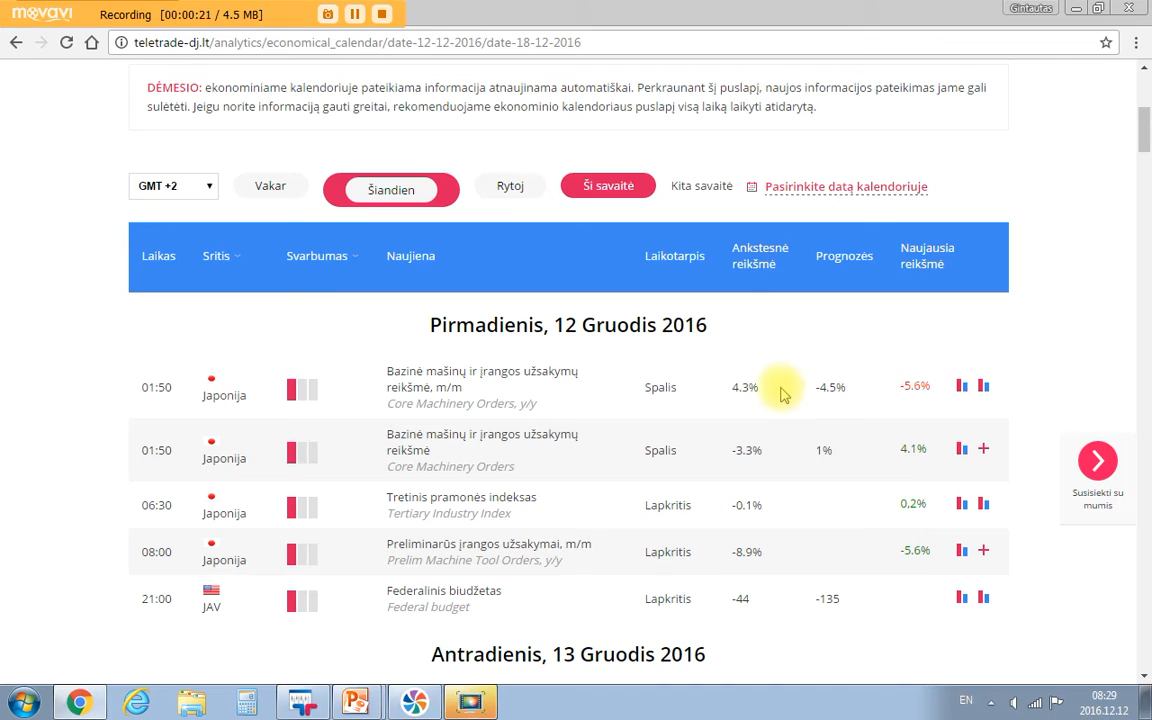 movavi Recording [00:00:21 / 4.5 MB]
Gintautas
teletrade-dj.lt/analytics/economical_calendar/date-12-12-2016/date-18-12-2016
DĖMESIO: ekonominiame kalendoriuje pateikiama informacija atnaujinama automatiškai. Perkraunant šį puslapį, naujos informacijos pateikimas jame gali
sulėtėti. Jeigu norite informaciją gauti greitai, rekomenduojame ekonominio kalendoriaus puslapį visą laiką laikyti atidarytą.
GMT +2 Vakar Šiandien Rytoj Ši savaitė Kita savaitė Pasirinkite datą kalendoriuje
Laikas Sritis Svarbumas Naujiena Laikotarpis Ankstesnė reikšmė Prognozės Naujausia reikšmė
Pirmadienis, 12 Gruodis 2016
01:50 Japonija Bazinė mašinų ir įrangos užsakymų reikšmė, m/m Spalis 4.3% -4.5% -5.6%
Core Machinery Orders, y/y
01:50 Japonija Bazinė mašinų ir įrangos užsakymų reikšmė Spalis -3.3% 1% 4.1%
Core Machinery Orders
06:30 Japonija Tretinis pramonės indeksas Lapkritis -0.1% 0,2%
Tertiary Industry Index
08:00 Japonija Preliminarūs įrangos užsakymai, m/m Lapkritis -8.9% -5.6%
Prelim Machine Tool Orders, y/y
21:00 JAV Federalinis biudžetas Lapkritis -44 -135
Federal budget
Antradienis, 13 Gruodis 2016
Susisiekti su
mumis
EN 08:29
2016.12.12